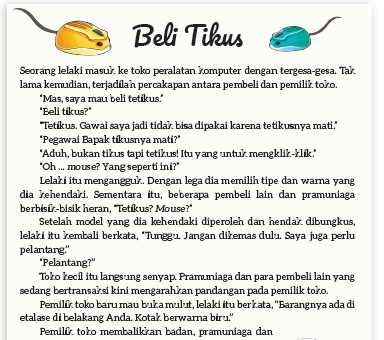 Beli Tikus
Seorang lelaki masuk ke toko peralatan komputer dengan tergesa-gesa. Tak
lama kemudian, terjadilah percakapan antara pembeli dan pemilik toko.
"Mas, saya mau beli tetikus."
"Beli tikus?"
"Tetikus. Gawai saya jadi tidak bisa dipakai karena tetikusnya mati."
"Pegawai Bapak tikusnya mati?"
"Aduh, bukan tikus tapi tetikus! Itu yang untuk mengklik-klik."
"Oh ... mouse? Yang seperti ini?"
Lelaki itu mengangguk. Dengan lega dia memilih tipe dan warna yang
dia kehendaki. Sementara itu, beberapa pembeli lain dan pramuniaga
berbisik-bisik heran, "Tetikus? Mouse?"
Setelah model yang dia kehendaki diperoleh dan hendak dibungkus,
lelaki itu kembali berkata, "Tunggu. Jangan dikemas dulu. Saya juga perlu
pelantang."
"Pelantang?"
Toko kecil itu langsung senyap. Pramuniaga dan para pembeli lain yang
sedang bertransaksi kini mengarahkan pandangan pada pemilik toko.
Pemilik toko baru mau buka mulut, lelaki itu berkata, "Barangnya ada di
etalase di belakang Anda. Kotak berwarna biru."
Pemilik toko membalikkan badan, pramuniaga dan